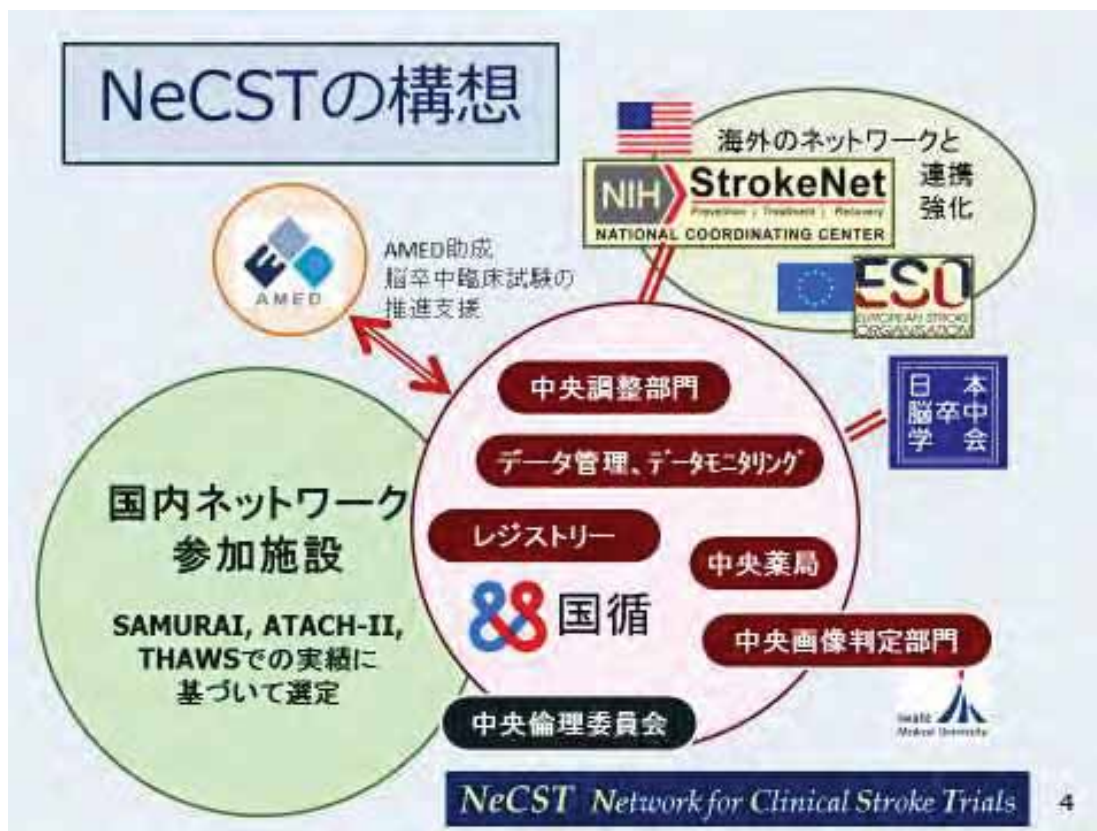 NeCSTの構想
海外のネットワークと
連携
強化
NIH StrokeNet
Prevention | Treatment | Recovery
NATIONAL COORDINATING CENTER
AMED
AMED助成
脳卒中臨床試験の
推進支援
ESO
EUROPEAN STROKE
ORGANISATION
日本
脳卒中
学会
中央調整部門
データ管理、データモニタリング
レジストリー
中央薬局
国循
中央画像判定部門
中央倫理委員会
国内ネットワーク
参加施設
SAMURAI, ATACH-II,
THAWSでの実績に
基づいて選定
Iwate
Medical University
NeCST Network for Clinical Stroke Trials
4